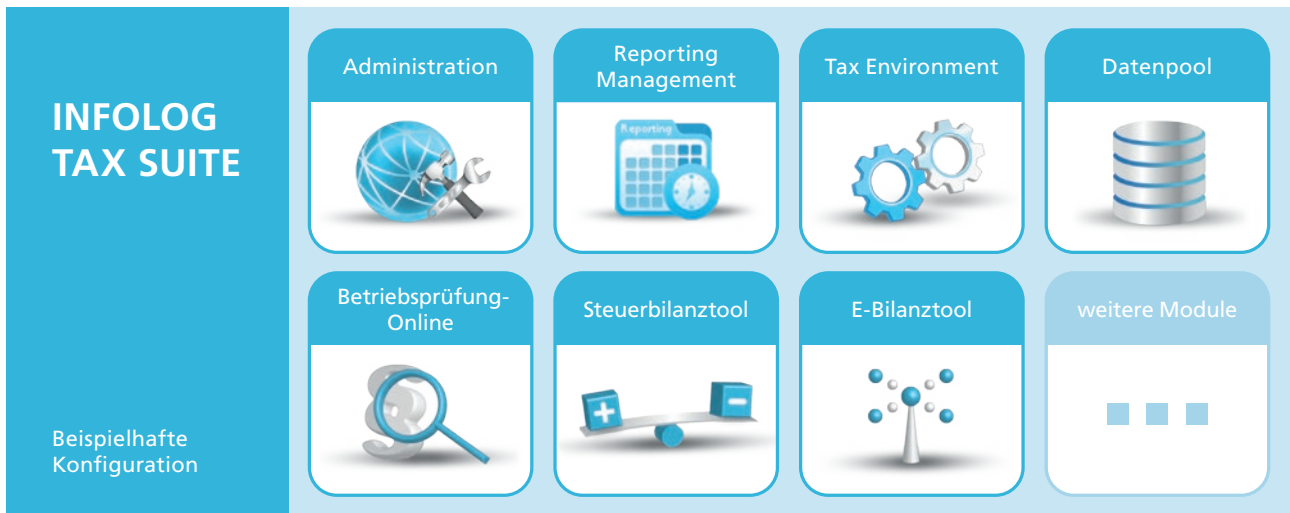 INFOLOG
TAX SUITE
Beispielhafte
Konfiguration
Administration
Reporting
Management
Reporting
Tax Environment
Datenpool
Betriebsprüfung-
Online
Steuerbilanztool
E-Bilanztool
weitere Module